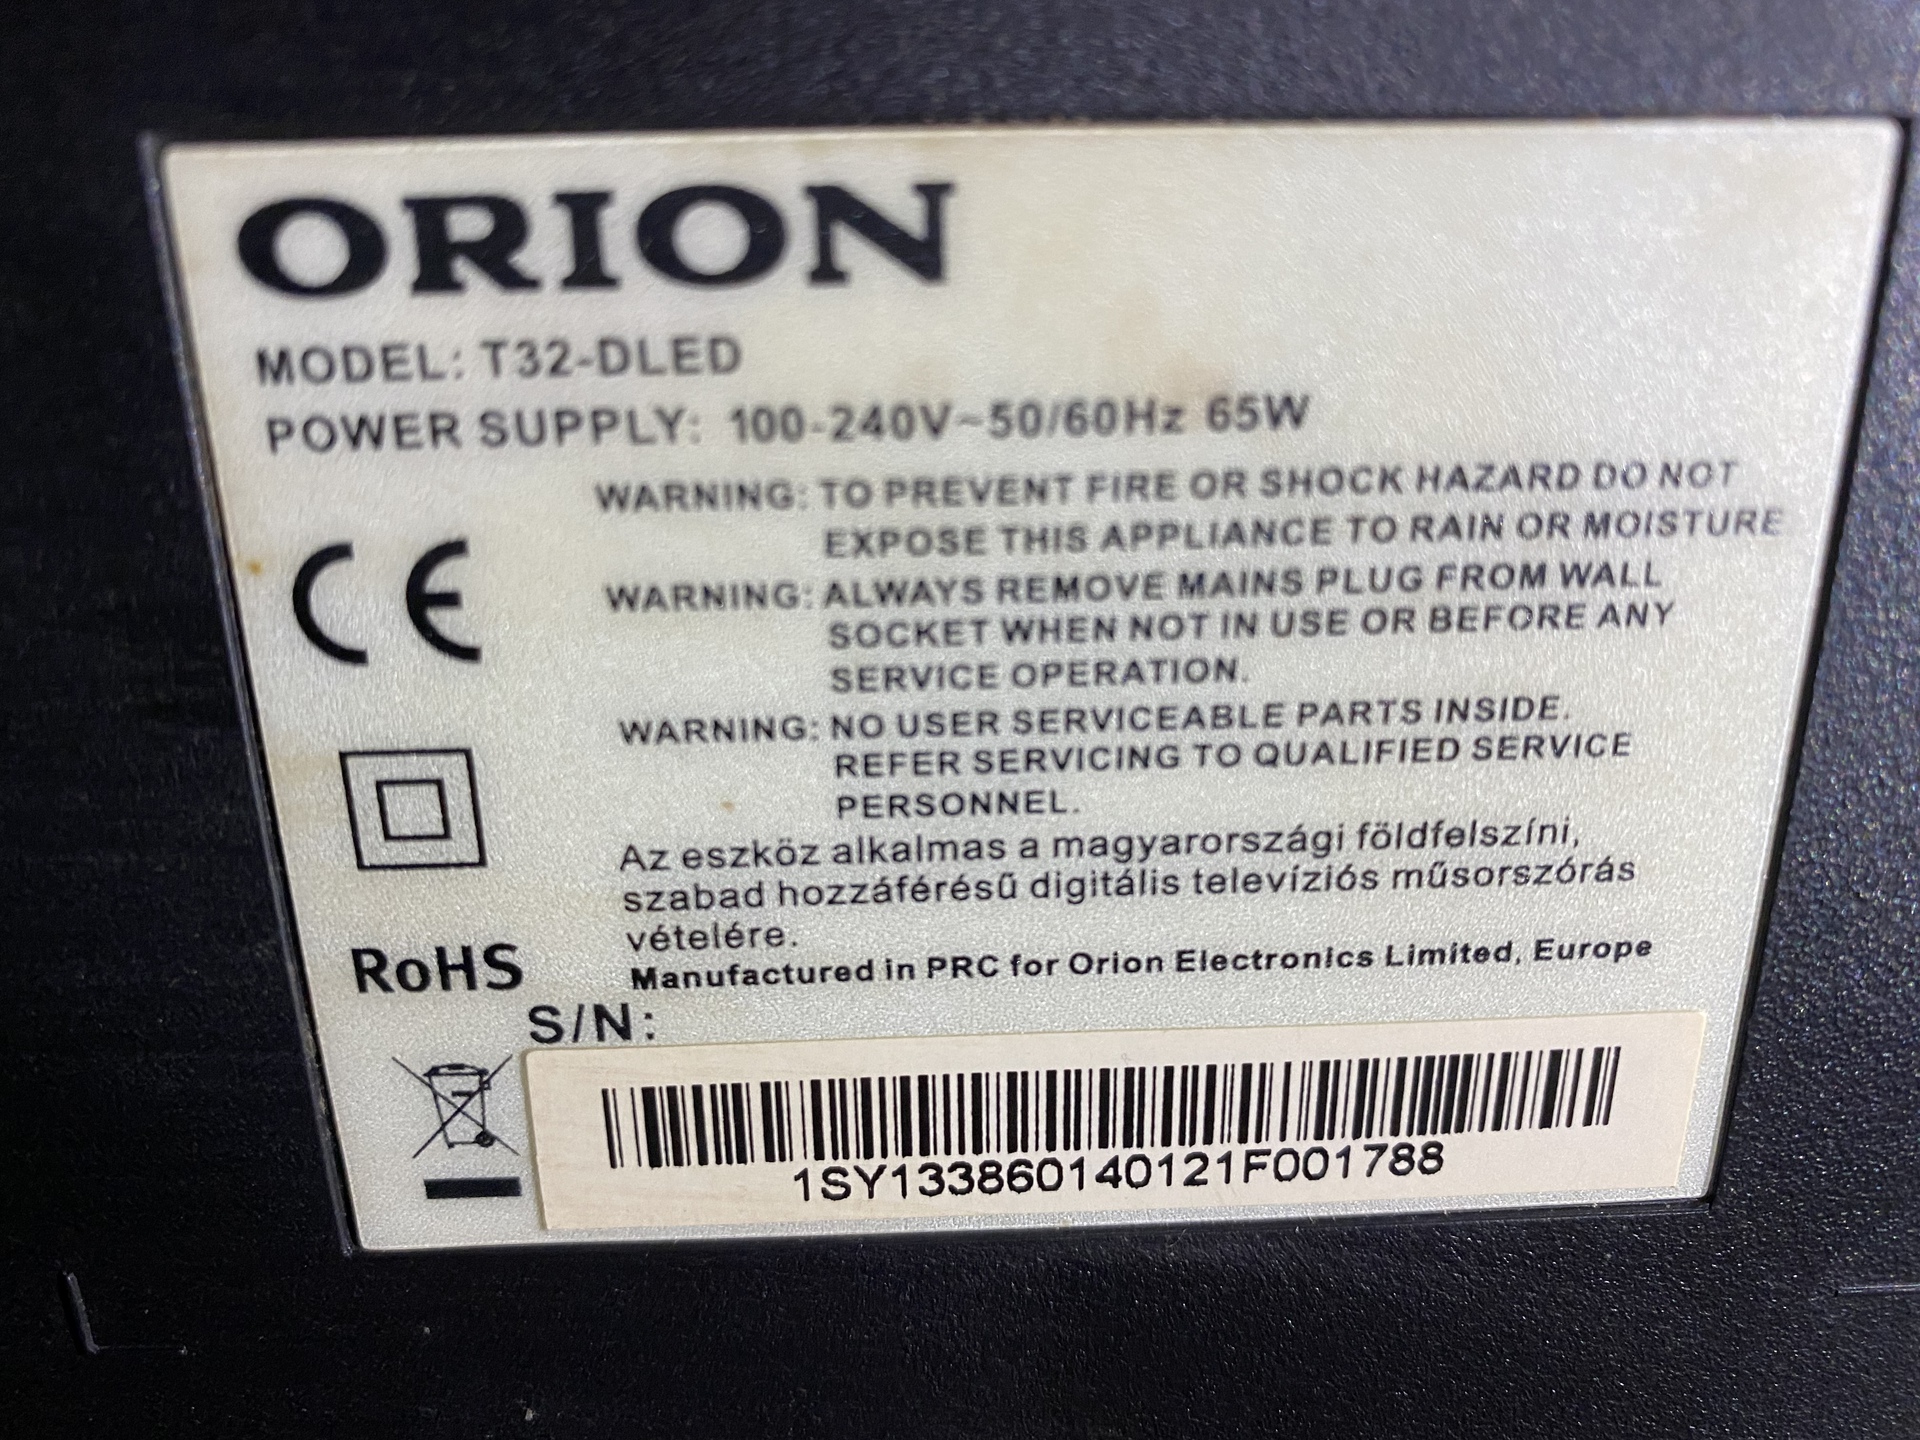 ORION
MODEL: T32-DLED
POWER SUPPLY: 100-240V~50/60Hz 65W
WARNING: TO PREVENT FIRE OR SHOCK HAZARD DO NOT
EXPOSE THIS APPLIANCE TO RAIN OR MOISTURE
WARNING: ALWAYS REMOVE MAINS PLUG FROM WALL
SOCKET WHEN NOT IN USE OR BEFORE ANY
SERVICE OPERATION.
WARNING: NO USER SERVICEABLE PARTS INSIDE.
REFER SERVICING TO QUALIFIED SERVICE
PERSONNEL.
Az eszköz alkalmas a magyarországi földfelszíni,
szabad hozzáférésű digitális televíziós műsorszórás
vételére.
Manufactured in PRC for Orion Electronics Limited, Europe
CE
RoHS
S/N:
1SY133860140121F001788